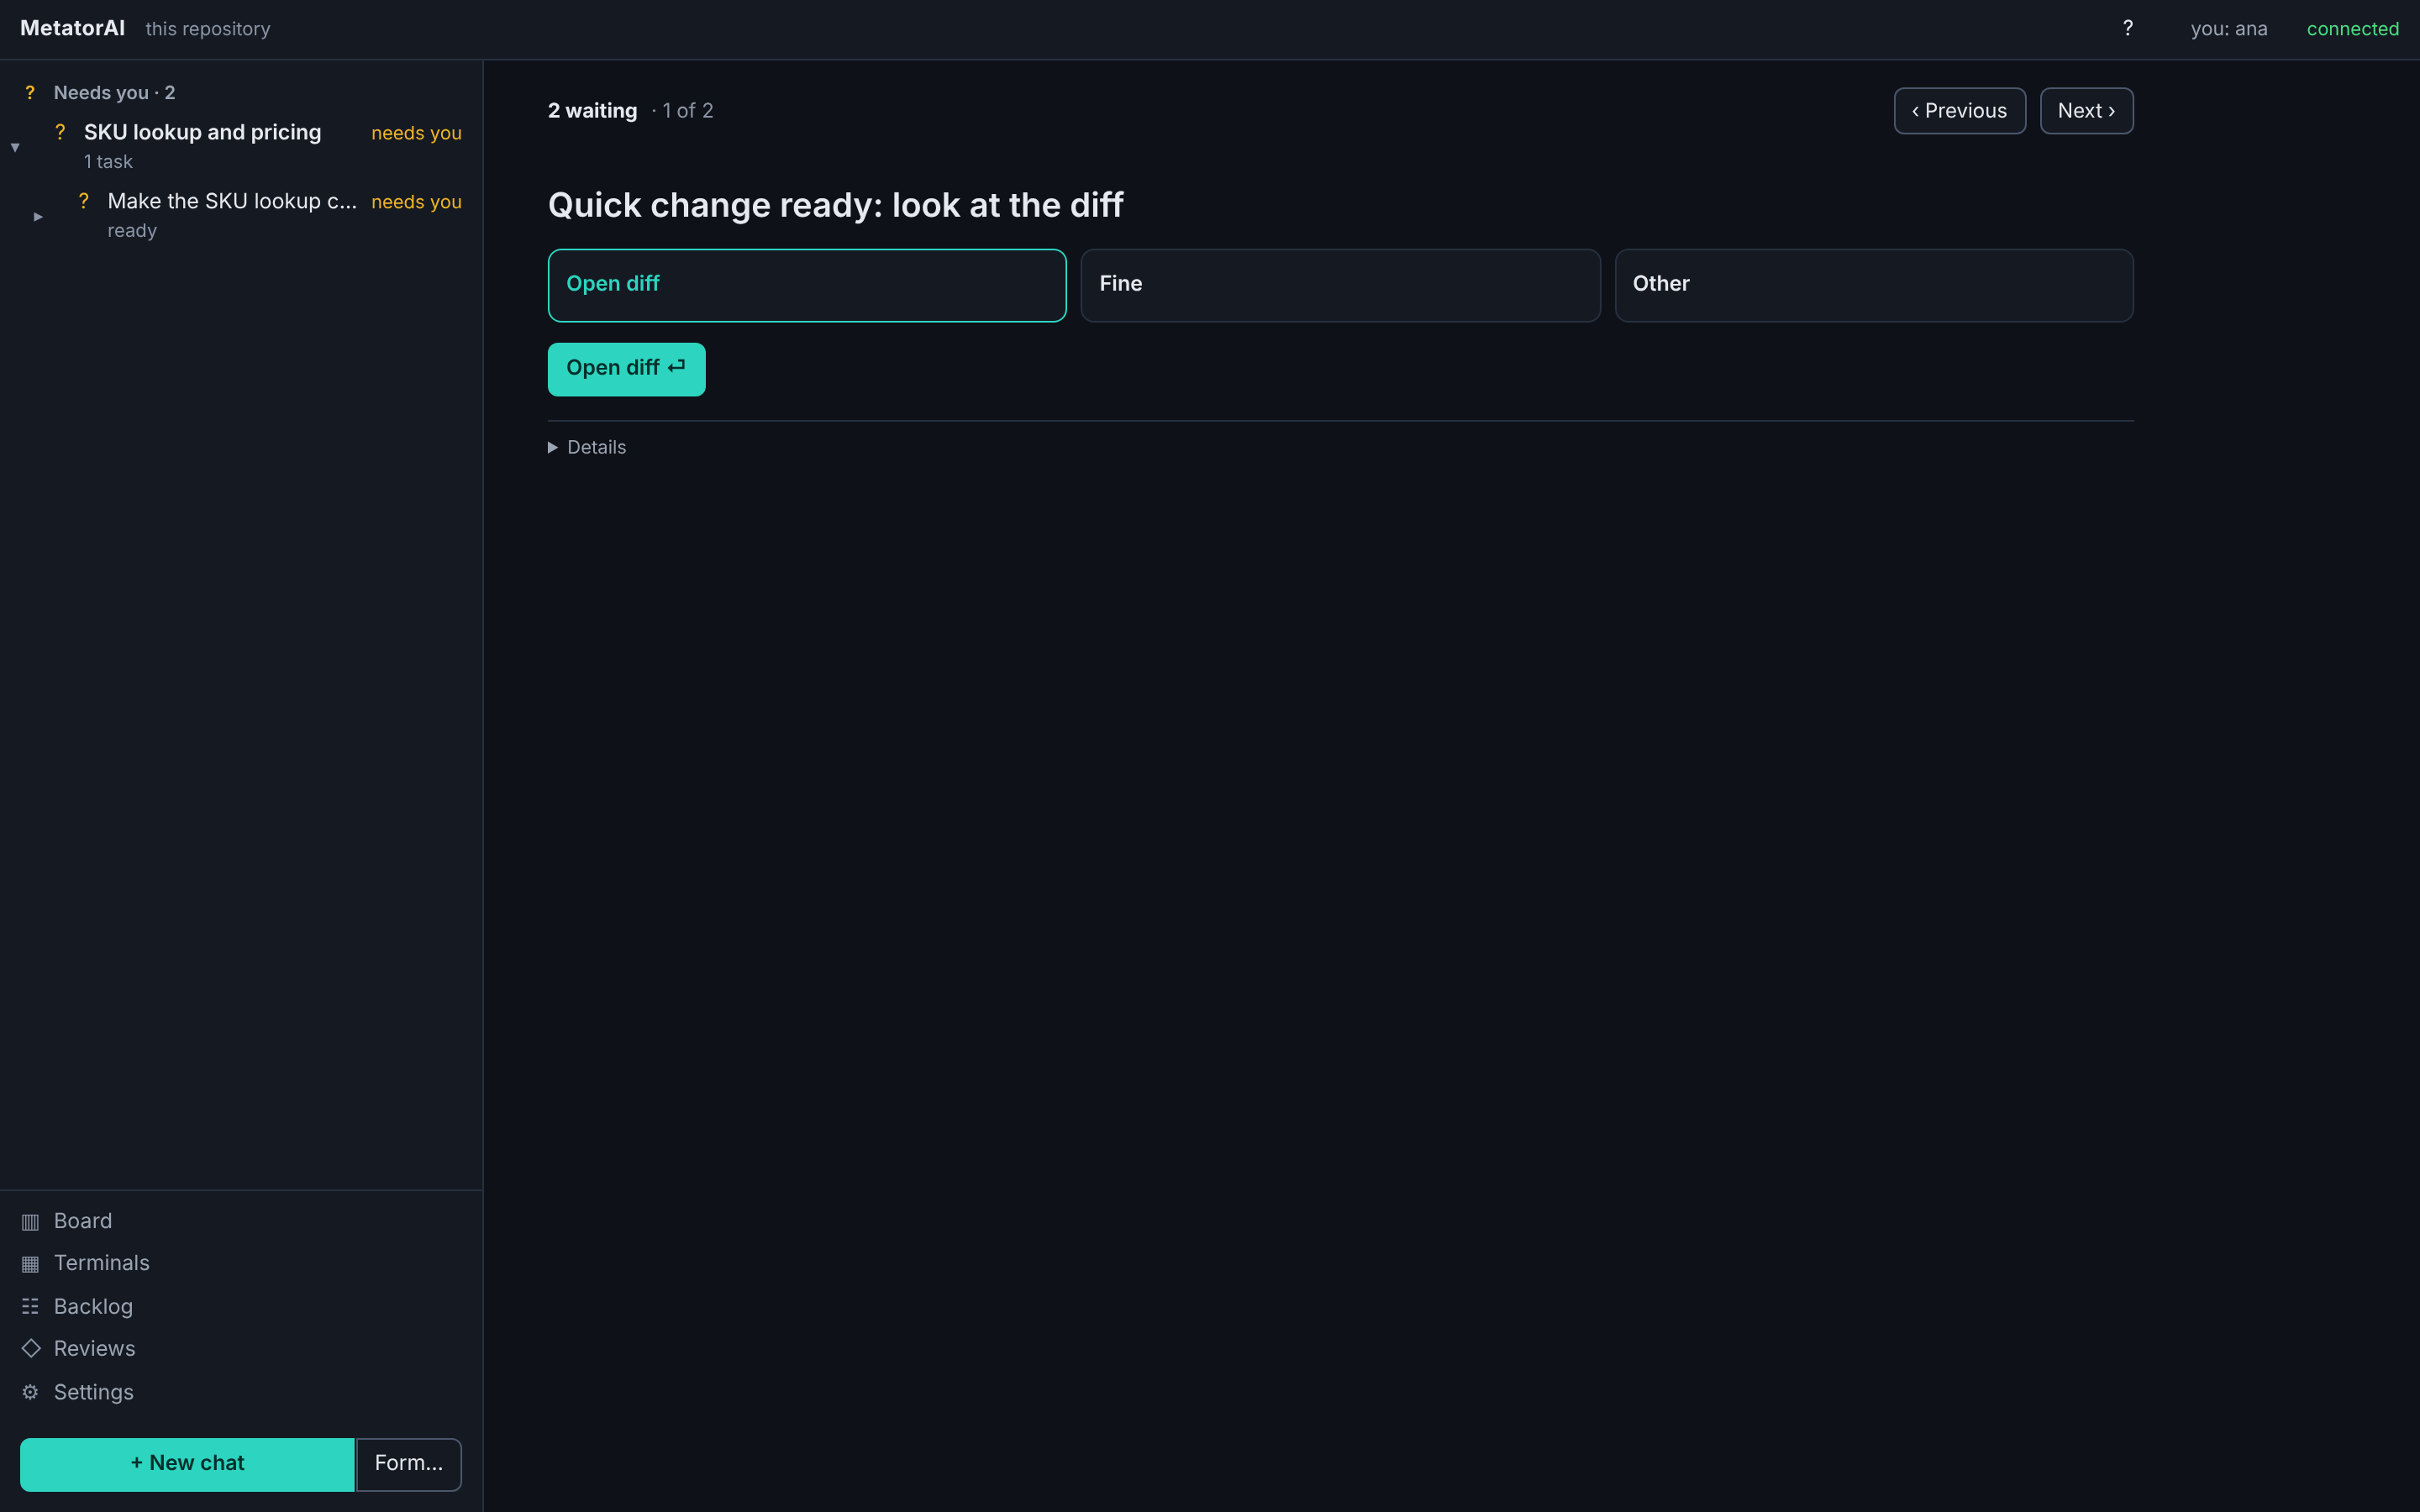 MetatorAI this repository ? you: ana connected
? Needs you · 2
▾ ? SKU lookup and pricing needs you
1 task
▸ ? Make the SKU lookup c... needs you
ready
▥ Board
▦ Terminals
☷ Backlog
◇ Reviews
⚙ Settings
+ New chat Form...
2 waiting · 1 of 2 ‹ Previous Next ›
Quick change ready: look at the diff
Open diff Fine Other
Open diff ⏎
▶ Details